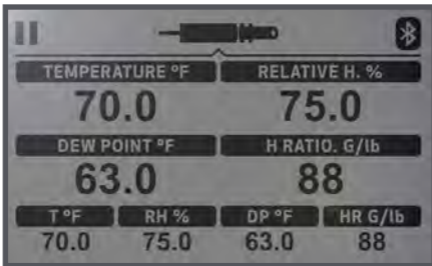 TEMPERATURE °F RELATIVE H. %
70.0 75.0
DEW POINT °F H RATIO. G/lb
63.0 88
T °F RH % DP °F HR G/lb
70.0 75.0 63.0 88